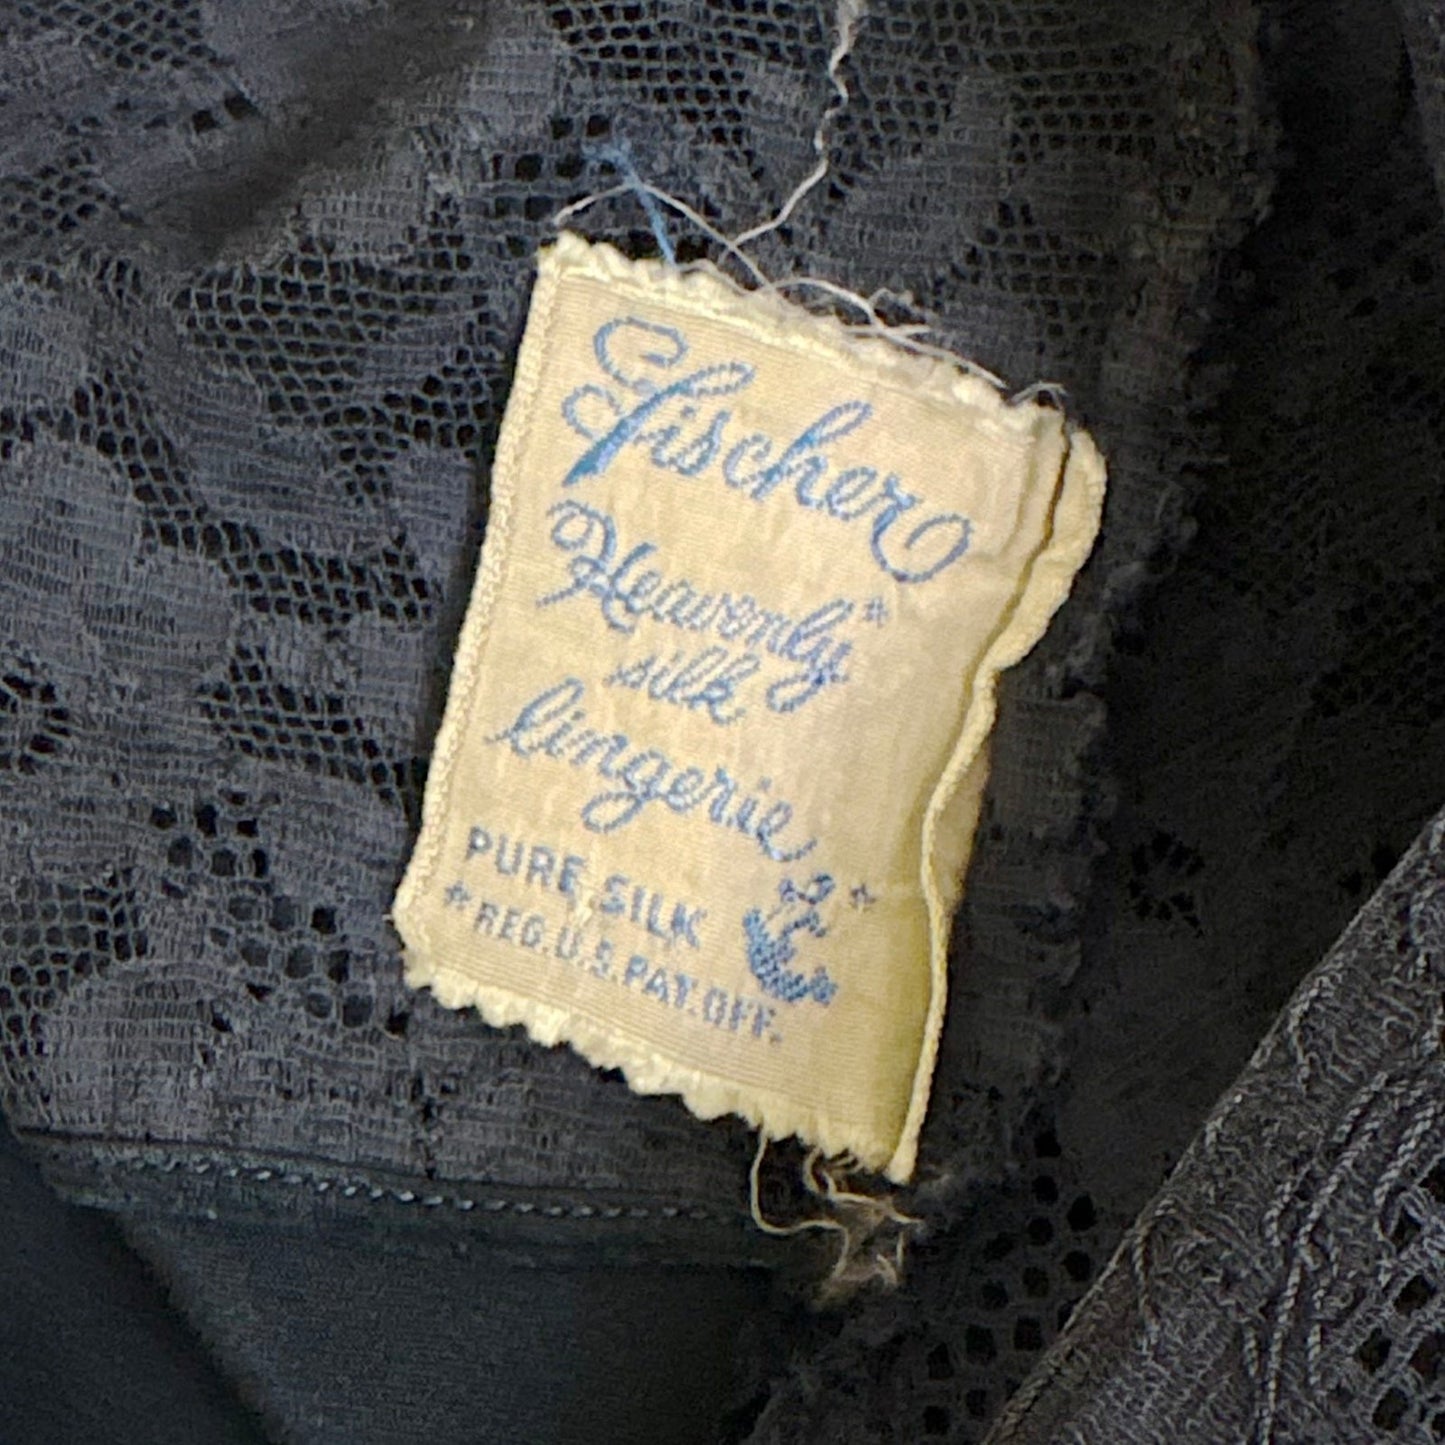 Fischer
Heavenly*
silk
lingerie
PURE SILK *
*REG.U.S.PAT.OFF.